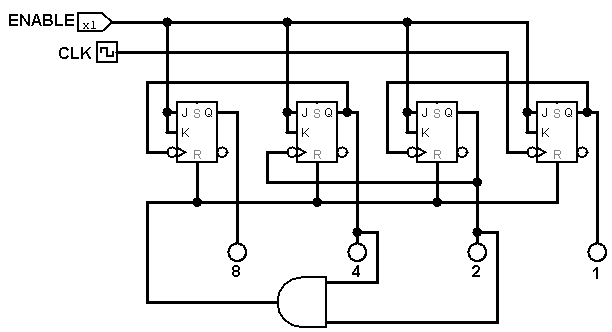 ENABLE x1
CLK
J S Q J S Q J S Q J S Q
K K K K
R R R R
8 4 2 1